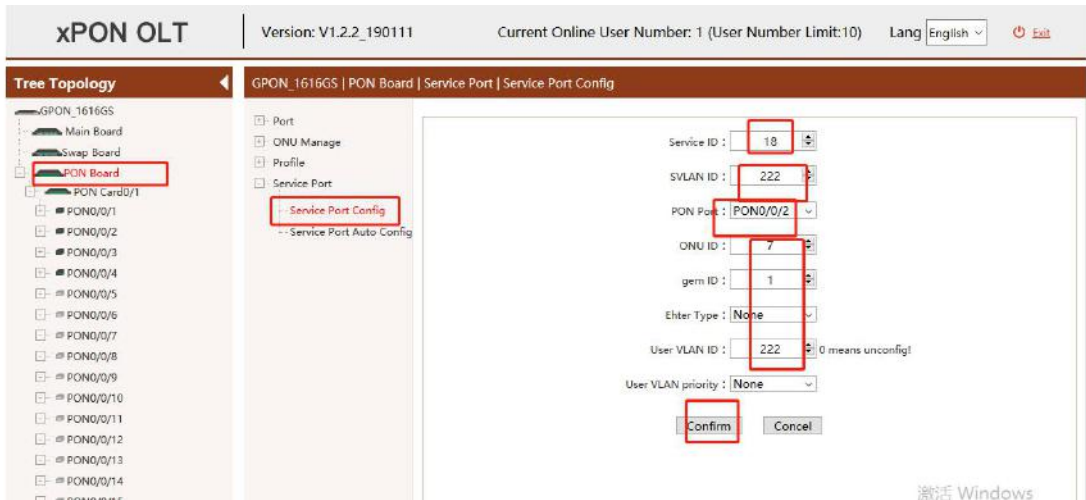 xPON OLT
Version: V1.2.2_190111
Current Online User Number: 1 (User Number Limit:10)
Lang English
Exit
Tree Topology
GPON_1616GS | PON Board | Service Port | Service Port Config
GPON_1616GS
Main Board
Swap Board
PON Board
PON Card0/1
PON0/0/1
PON0/0/2
PON0/0/3
PON0/0/4
PON0/0/5
PON0/0/6
PON0/0/7
PON0/0/8
PON0/0/9
PON0/0/10
PON0/0/11
PON0/0/12
PON0/0/13
PON0/0/14
Port
ONU Manage
Profile
Service Port
Service Port Config
Service Port Auto Config
Service ID : 18
SVLAN ID : 222
PON Port : PON0/0/2
ONU ID : 7
gem ID : 1
Ehter Type : None
User VLAN ID : 222 0 means unconfig!
User VLAN priority : None
Confirm Concel
激活 Windows